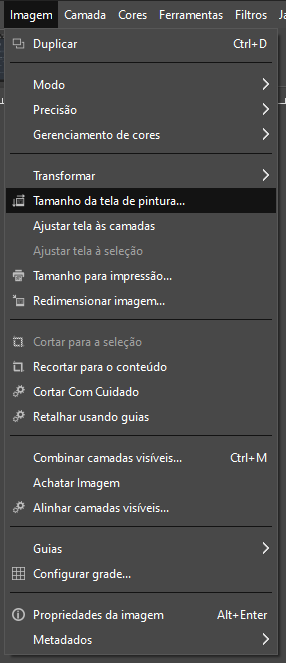 Imagem Camada Cores Ferramentas Filtros
Duplicar Ctrl+D
Modo
Precisão
Gerenciamento de cores
Transformar
Tamanho da tela de pintura...
Ajustar tela às camadas
Ajustar tela à seleção
Tamanho para impressão...
Redimensionar imagem...
Cortar para a seleção
Recortar para o conteúdo
Cortar Com Cuidado
Retalhar usando guias
Combinar camadas visíveis... Ctrl+M
Achatar Imagem
Alinhar camadas visíveis...
Guias
Configurar grade...
Propriedades da imagem Alt+Enter
Metadados